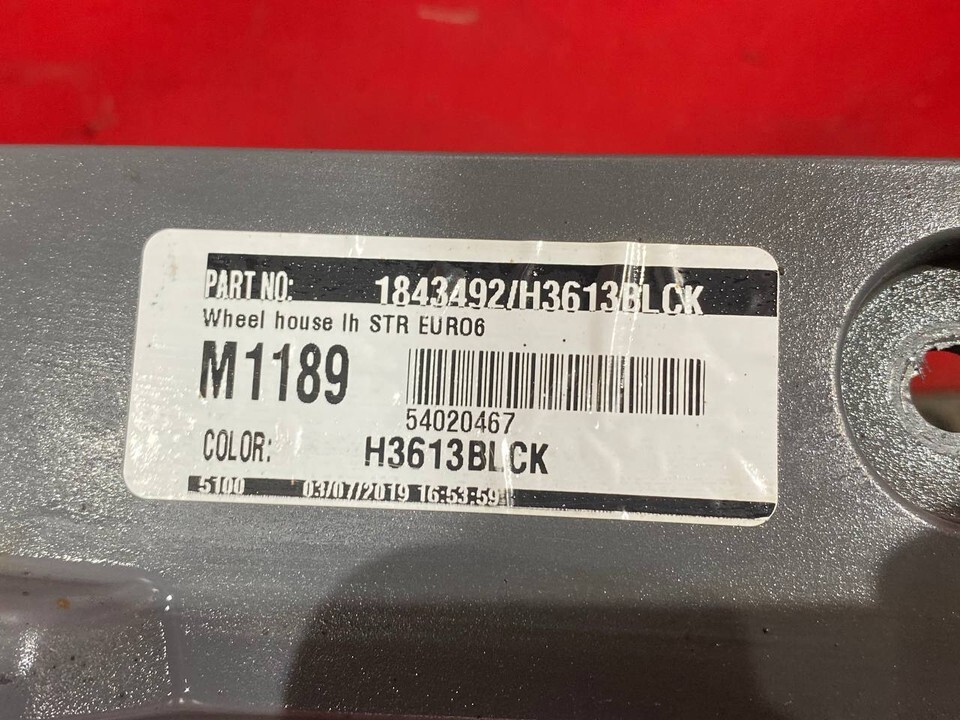 PART NO: 1843492/H3613BLCK
Wheel house lh STR EURO6
M1189
54020467
COLOR: H3613BLCK
5100 03/07/2019 16:53:59